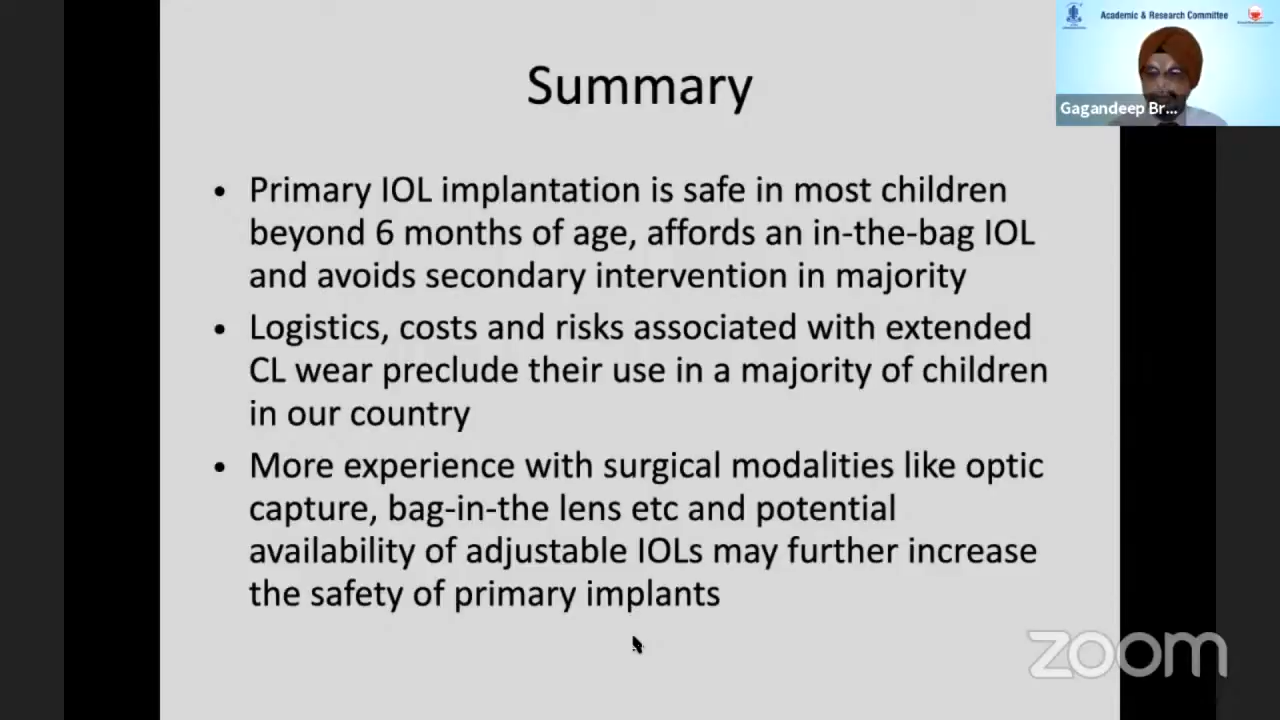 Academic & Research Committee
Gagandeep Br...
Summary
• Primary IOL implantation is safe in most children
beyond 6 months of age, affords an in-the-bag IOL
and avoids secondary intervention in majority
• Logistics, costs and risks associated with extended
CL wear preclude their use in a majority of children
in our country
• More experience with surgical modalities like optic
capture, bag-in-the lens etc and potential
availability of adjustable IOLs may further increase
the safety of primary implants
zoom